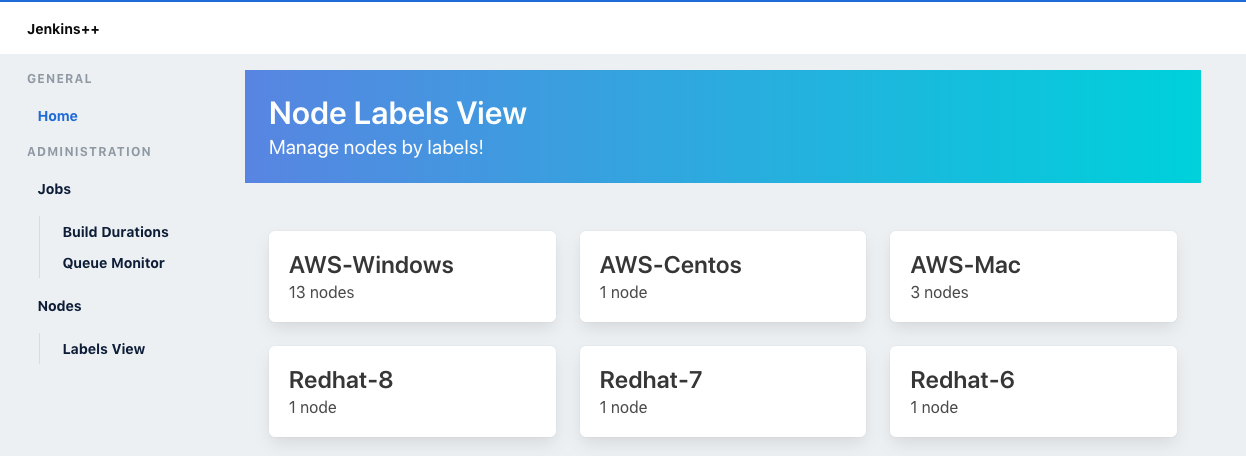 Jenkins++
GENERAL
Home
ADMINISTRATION
Jobs
Build Durations
Queue Monitor
Nodes
Labels View
Node Labels View
Manage nodes by labels!
AWS-Windows
13 nodes
AWS-Centos
1 node
AWS-Mac
3 nodes
Redhat-8
1 node
Redhat-7
1 node
Redhat-6
1 node